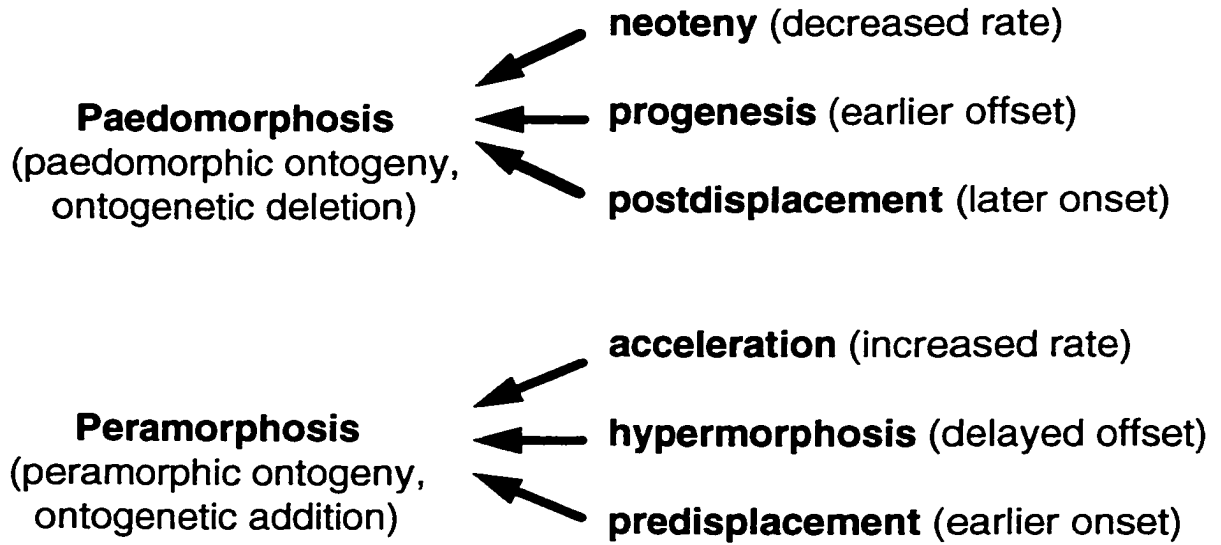 neoteny (decreased rate)
Paedomorphosis
progenesis (earlier offset)
(paedomorphic ontogeny,
ontogenetic deletion)
postdisplacement (later onset)
acceleration (increased rate)
Peramorphosis
hypermorphosis (delayed offset)
(peramorphic ontogeny,
ontogenetic addition)
predisplacement (earlier onset)